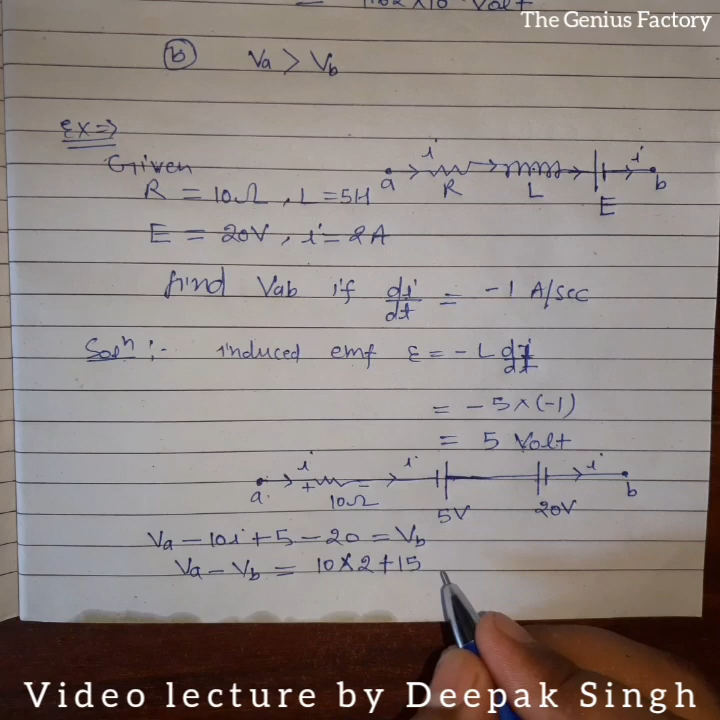 The Genius Factory
ⓑ Va > Vb
Ex ⇒
Given
R = 10Ω , L = 5H
E = 20V , i = 2A
a i R L E i b
find Vab if di/dt = -1 A/sec
Solⁿ :- induced emf ε = - L di/dt
= - 5 × (-1)
= 5 Volt
a i + - 10Ω i 5V 20V i b
Va - 10i + 5 - 20 = Vb
Va - Vb = 10 × 2 + 15
Video lecture by Deepak Singh